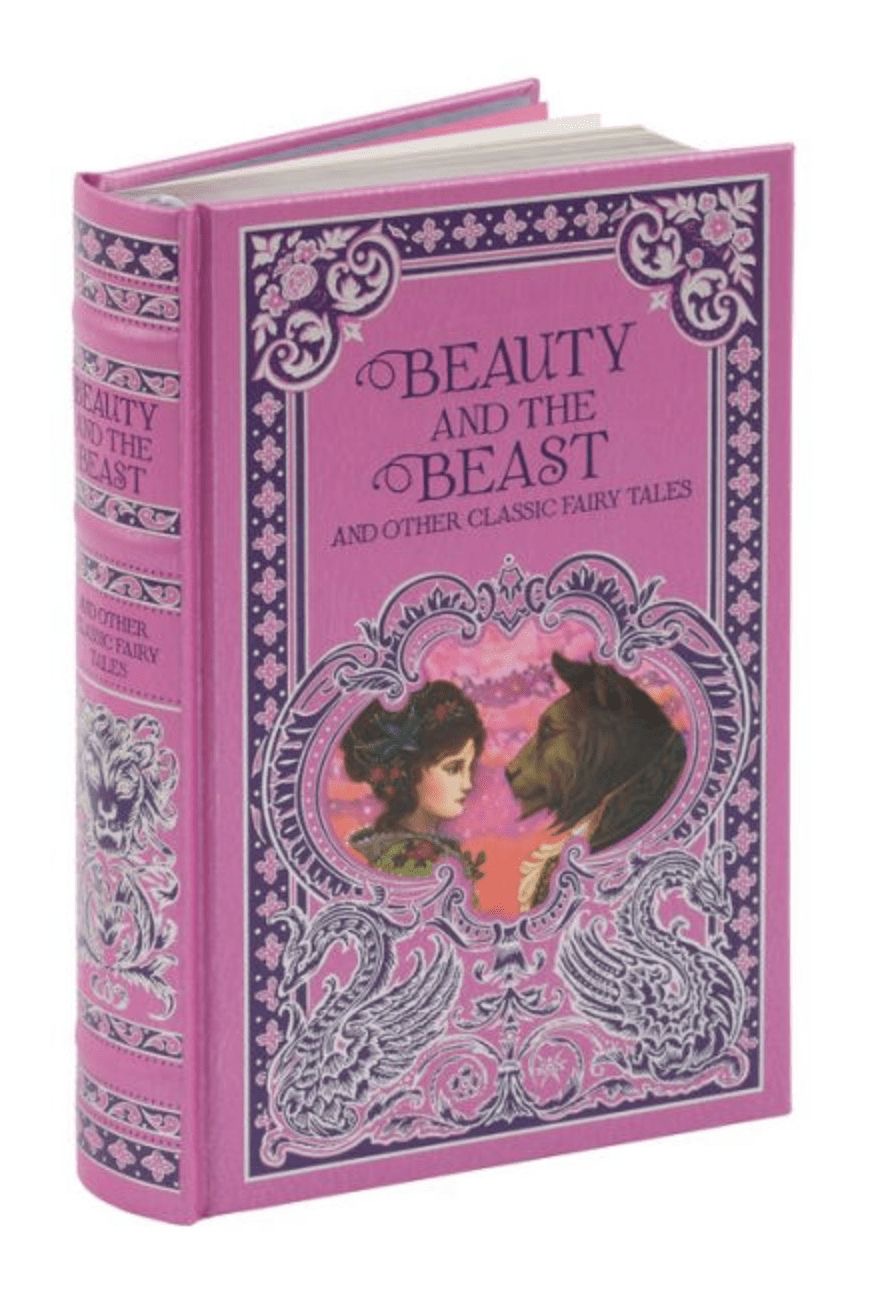 BEAUTY
AND THE
BEAST
AND OTHER CLASSIC FAIRY TALES
BEAUTY
AND THE
BEAST
AND OTHER
CLASSIC FAIRY
TALES